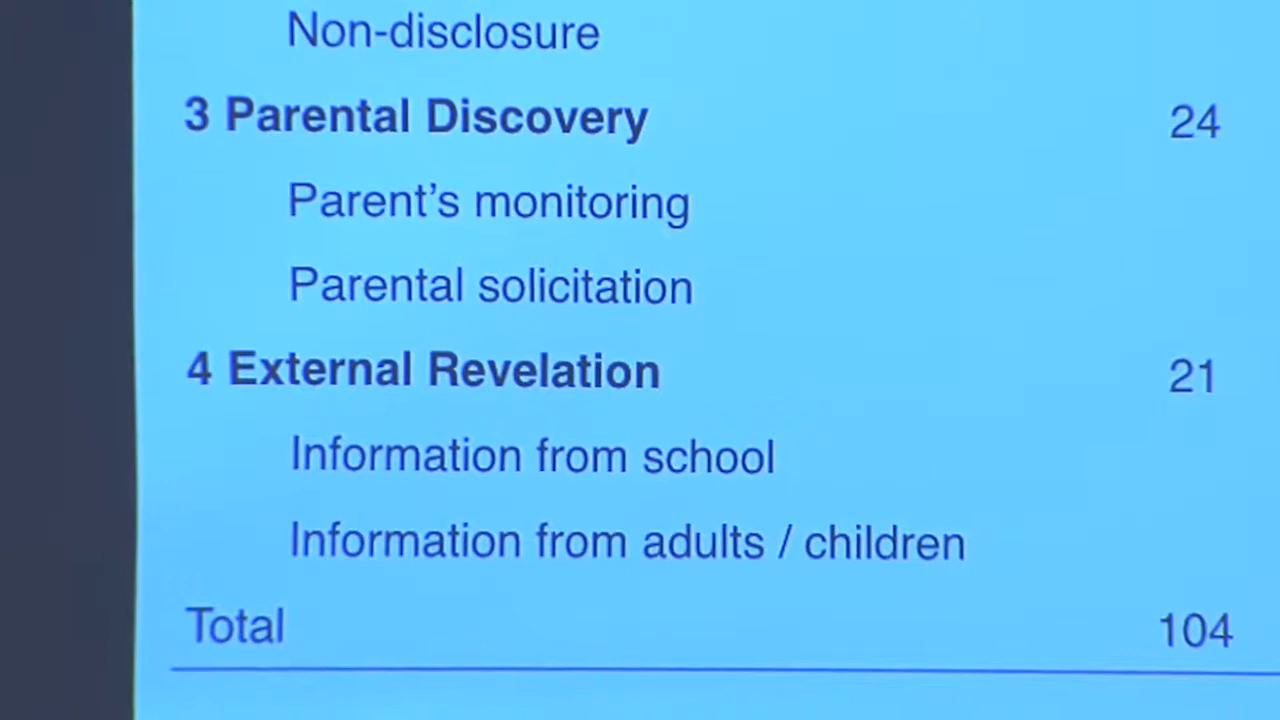 Non-disclosure
3 Parental Discovery 24
Parent's monitoring
Parental solicitation
4 External Revelation 21
Information from school
Information from adults / children
Total 104